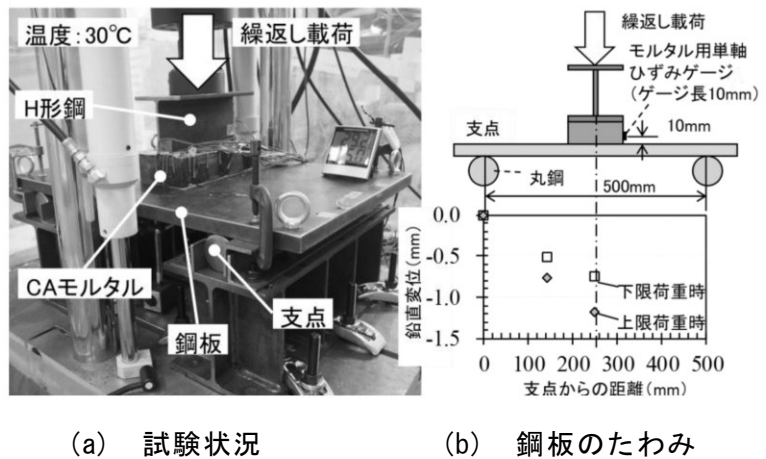 温度:30℃
繰返し載荷
H形鋼
CAモルタル
鋼板
支点
繰返し載荷
モルタル用単軸
ひずみゲージ
(ゲージ長10mm)
支点
10mm
丸鋼
500mm
鉛直変位(mm)
0.0
-0.5
-1.0
-1.5
下限荷重時
上限荷重時
0 100 200 300 400 500
支点からの距離(mm)
(a) 試験状況
(b) 鋼板のたわみ